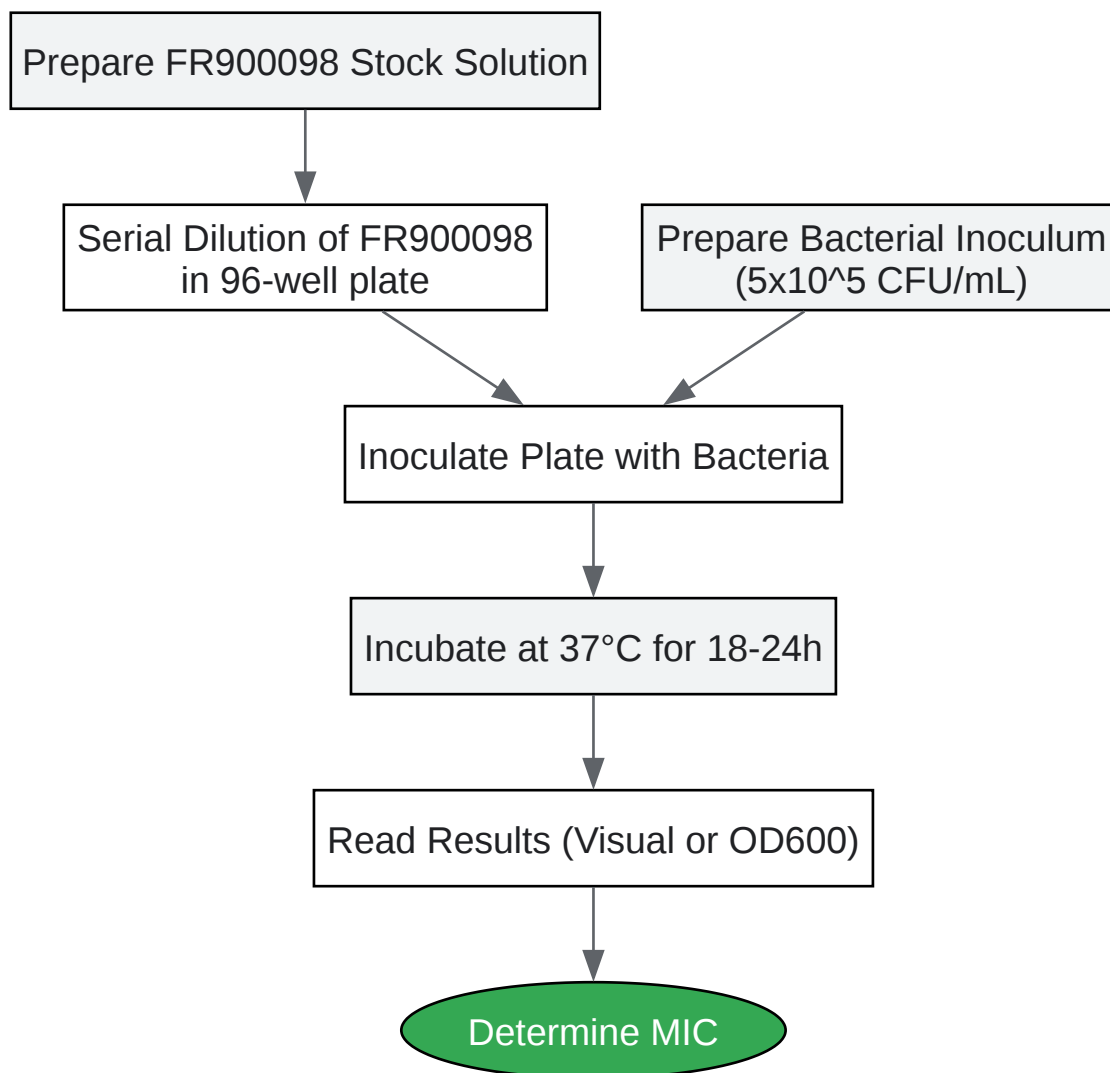 Prepare FR900098 Stock Solution
Serial Dilution of FR900098
in 96-well plate
Prepare Bacterial Inoculum
(5x10^5 CFU/mL)
Inoculate Plate with Bacteria
Incubate at 37°C for 18-24h
Read Results (Visual or OD600)
Determine MIC